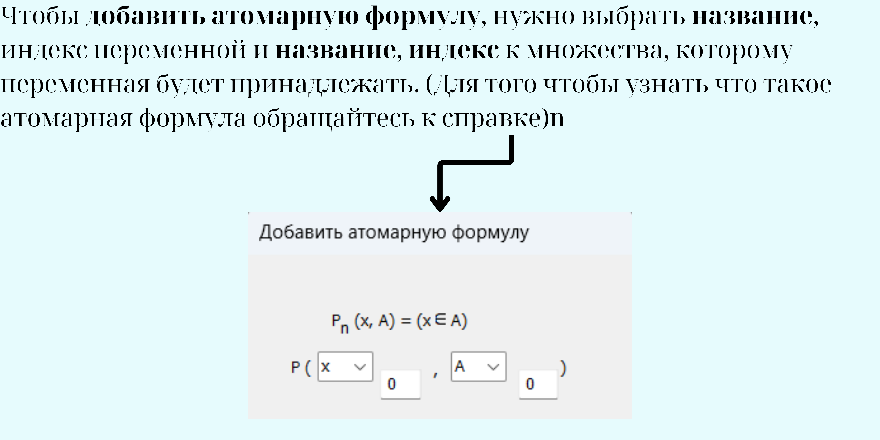 Чтобы добавить атомарную формулу, нужно выбрать название,
индекс переменной и название, индекс к множества, которому
переменная будет принадлежать. (Для того чтобы узнать что такое
атомарная формула обращайтесь к справке)n
Добавить атомарную формулу
Pn (x, A) = (x∈A)
P ( x 0 , A 0 )